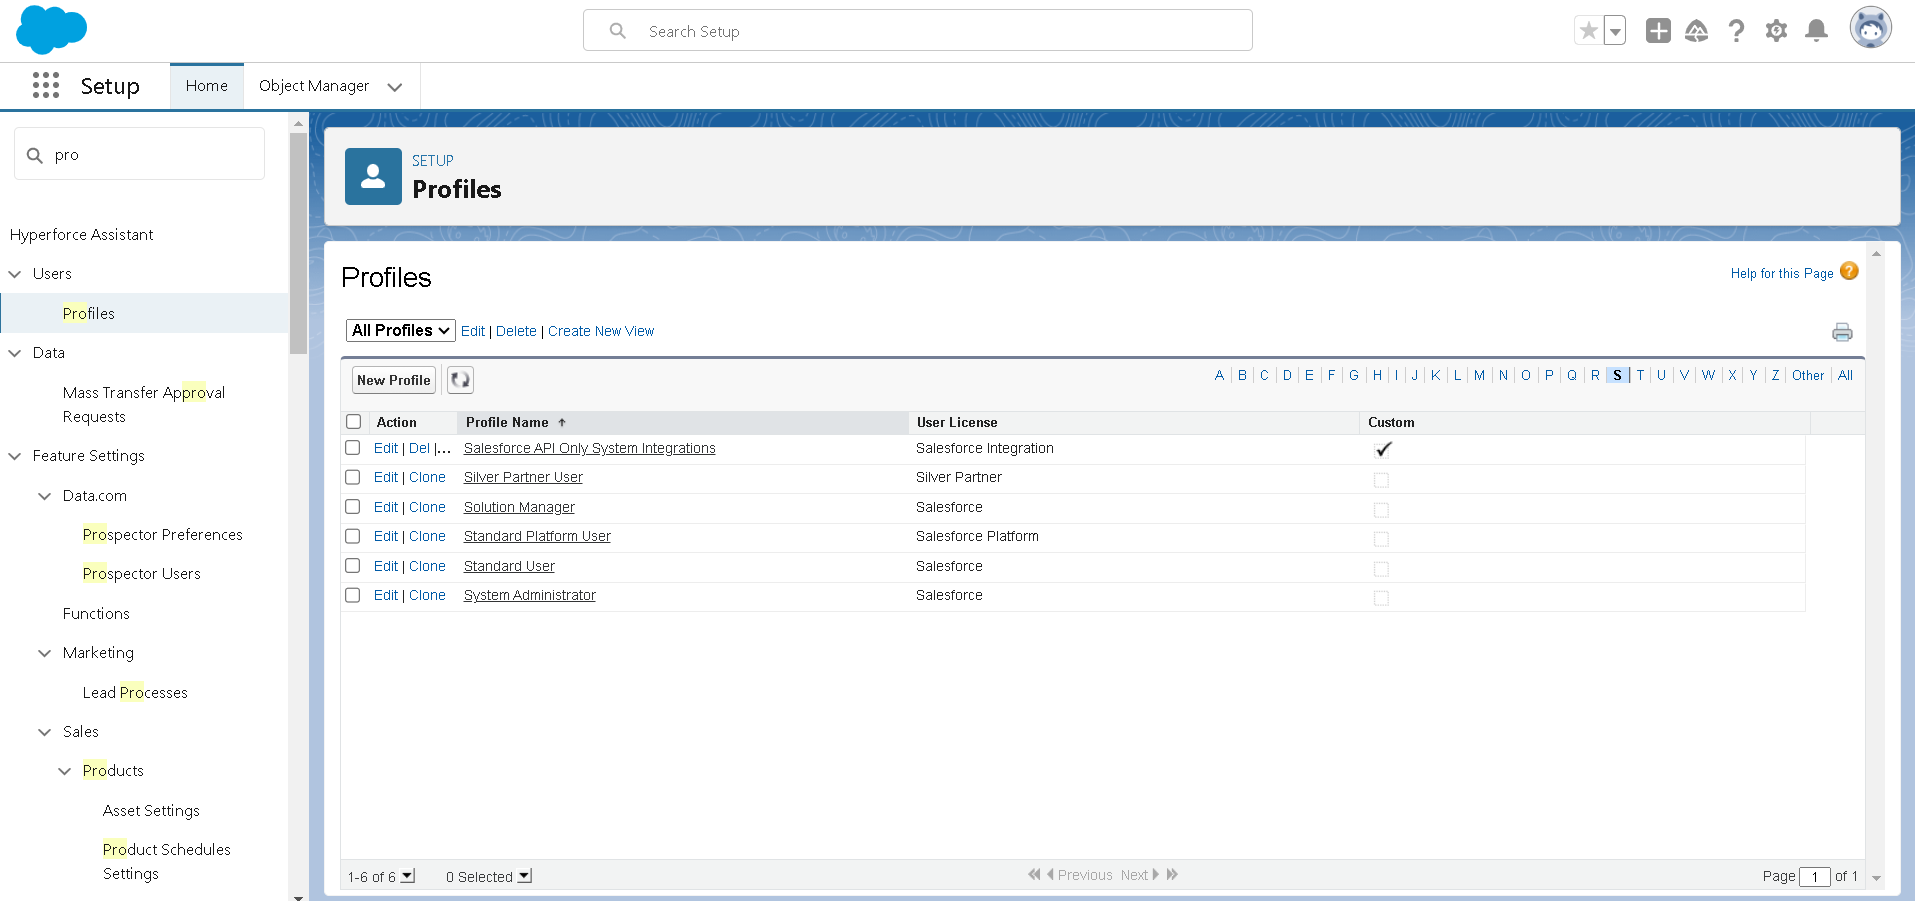 Search Setup
Setup
Home
Object Manager
pro
Hyperforce Assistant
Users
Profiles
Data
Mass Transfer Approval
Requests
Feature Settings
Data.com
Prospector Preferences
Prospector Users
Functions
Marketing
Lead Processes
Sales
Products
Asset Settings
Product Schedules
Settings
SETUP
Profiles
Profiles
Help for this Page ?
All Profiles Edit | Delete | Create New View
New Profile
A | B | C | D | E | F | G | H | I | J | K | L | M | N | O | P | Q | R | S | T | U | V | W | X | Y | Z | Other | All
Action Profile Name ↑ User License Custom
Edit | Del |... Salesforce API Only System Integrations Salesforce Integration
Edit | Clone Silver Partner User Silver Partner
Edit | Clone Solution Manager Salesforce
Edit | Clone Standard Platform User Salesforce Platform
Edit | Clone Standard User Salesforce
Edit | Clone System Administrator Salesforce
1-6 of 6 0 Selected Previous Next Page 1 of 1